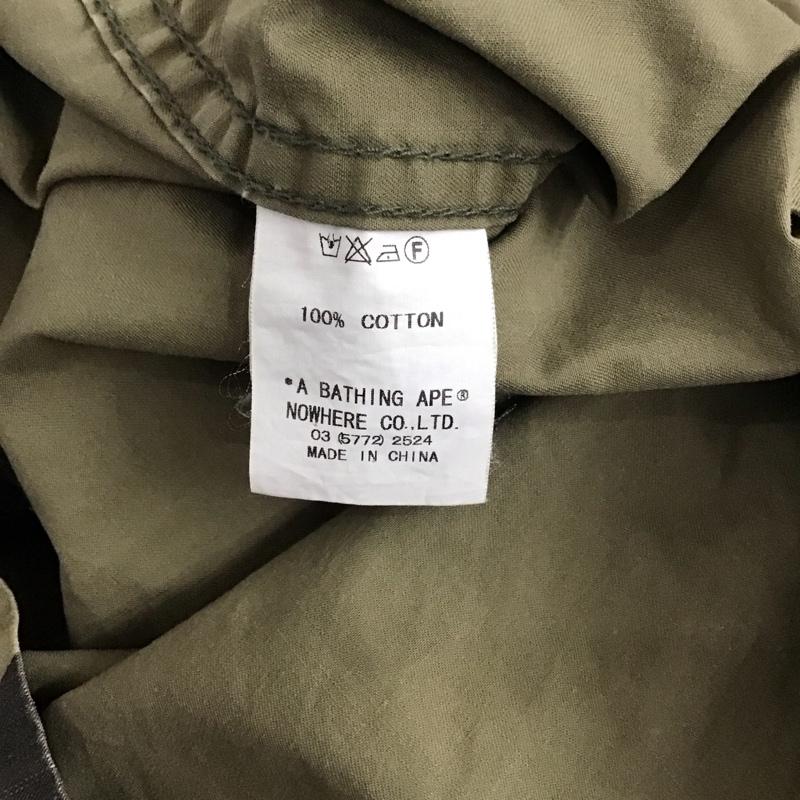 F
100% COTTON
*A BATHING APE®
NOWHERE CO.,LTD.
03 (5772) 2524
MADE IN CHINA